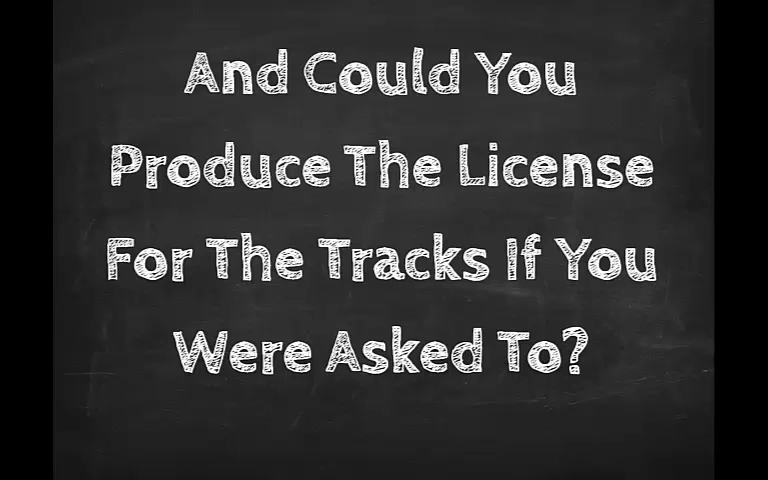 And Could You
Produce The License
For The Tracks If You
Were Asked To?